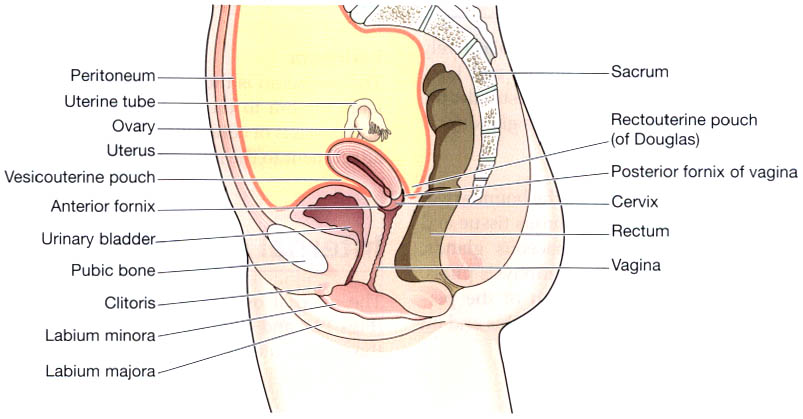 Peritoneum
Uterine tube
Ovary
Uterus
Vesicouterine pouch
Anterior fornix
Urinary bladder
Pubic bone
Clitoris
Labium minora
Labium majora
Sacrum
Rectouterine pouch
(of Douglas)
Posterior fornix of vagina
Cervix
Rectum
Vagina